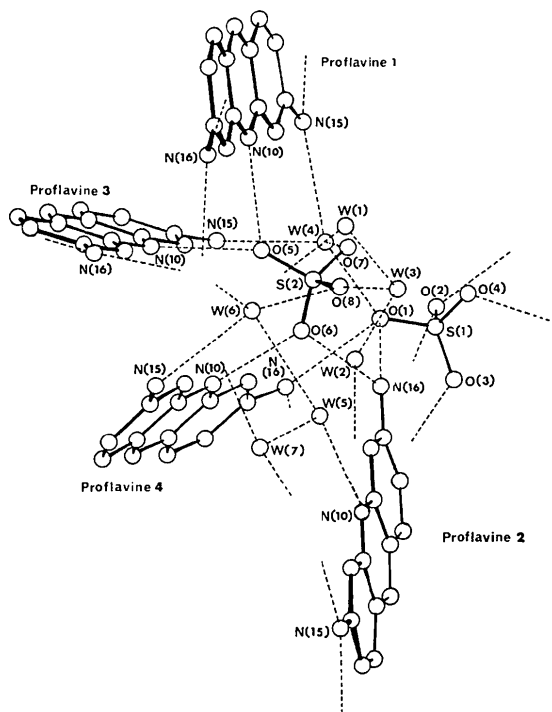 Proflavine 1
N(15)
N(16)
N(10)
Proflavine 3
N(15)
W(4)
W(1)
N(16)
N(10)
O(5)
O(7)
S(2)
O(8)
W(3)
O(2)
O(4)
W(6)
O(1)
S(1)
O(6)
N(15)
N(10)
N
(16)
W(2)
N(16)
O(3)
W(5)
W(7)
Proflavine 4
N(10)
Proflavine 2
N(15)